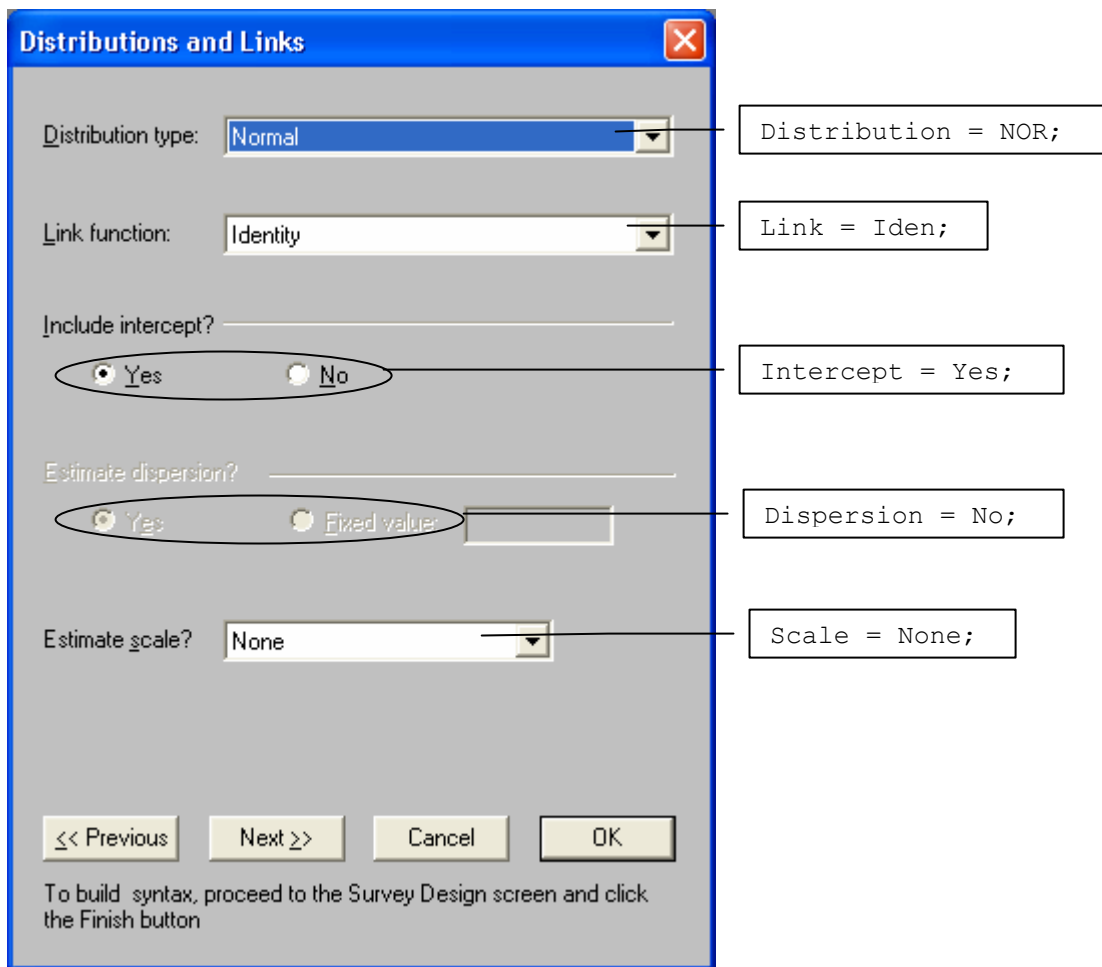 Distributions and Links
Distribution type: Normal
Distribution = NOR;
Link function: Identity
Link = Iden;
Include intercept?
Yes No
Intercept = Yes;
Estimate dispersion?
Yes Fixed value:
Dispersion = No;
Estimate scale? None
Scale = None;
<< Previous Next >> Cancel OK
To build syntax, proceed to the Survey Design screen and click
the Finish button